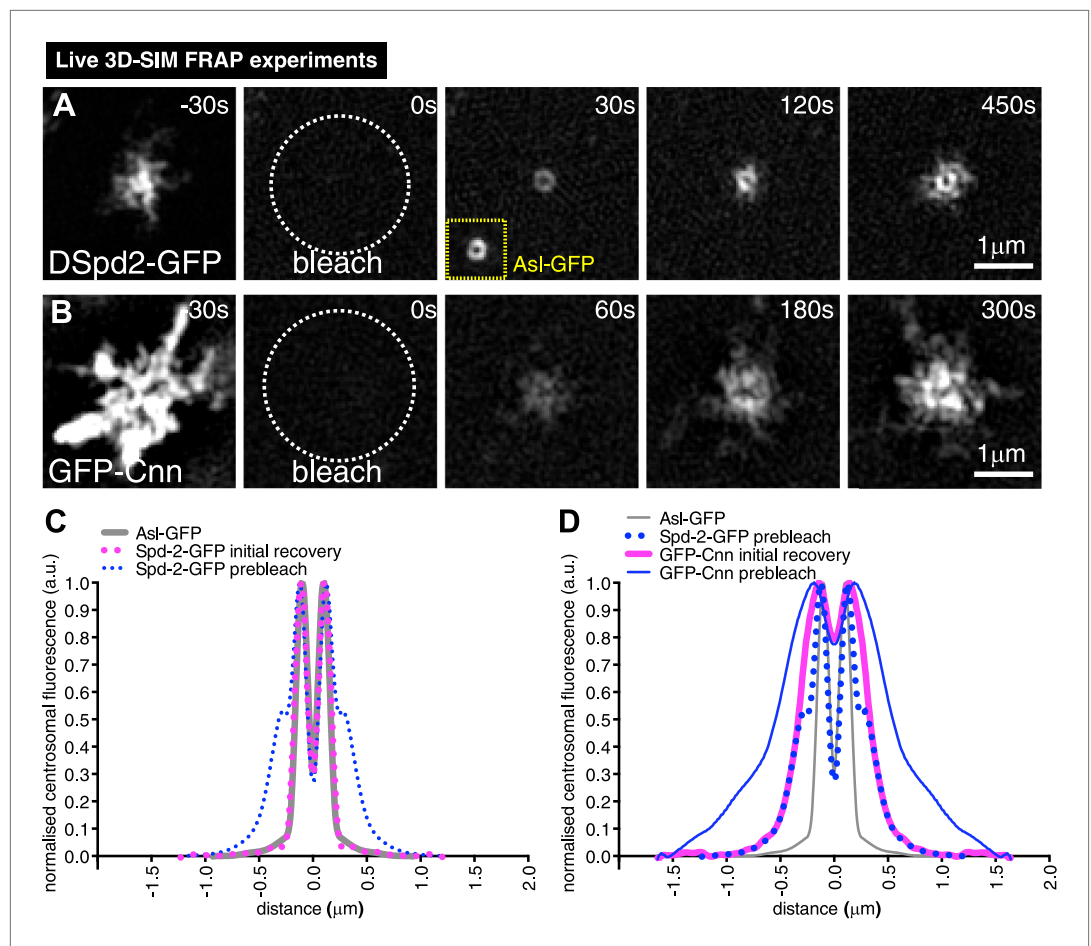 Live 3D-SIM FRAP experiments
A
-30s
0s
30s
120s
450s
DSpd2-GFP
bleach
Asl-GFP
1μm
B
-30s
0s
60s
180s
300s
GFP-Cnn
bleach
1μm
C
Asl-GFP
Spd-2-GFP initial recovery
Spd-2-GFP prebleach
normalised centrosomal fluorescence (a.u.)
1.0
0.9
0.8
0.7
0.6
0.5
0.4
0.3
0.2
0.1
0.0
-1.5
-1.0
-0.5
0.0
0.5
1.0
1.5
2.0
distance (μm)
D
Asl-GFP
Spd-2-GFP prebleach
GFP-Cnn initial recovery
GFP-Cnn prebleach
normalised centrosomal fluorescence (a.u.)
1.0
0.9
0.8
0.7
0.6
0.5
0.4
0.3
0.2
0.1
0.0
-1.5
-1.0
-0.5
0.0
0.5
1.0
1.5
2.0
distance (μm)